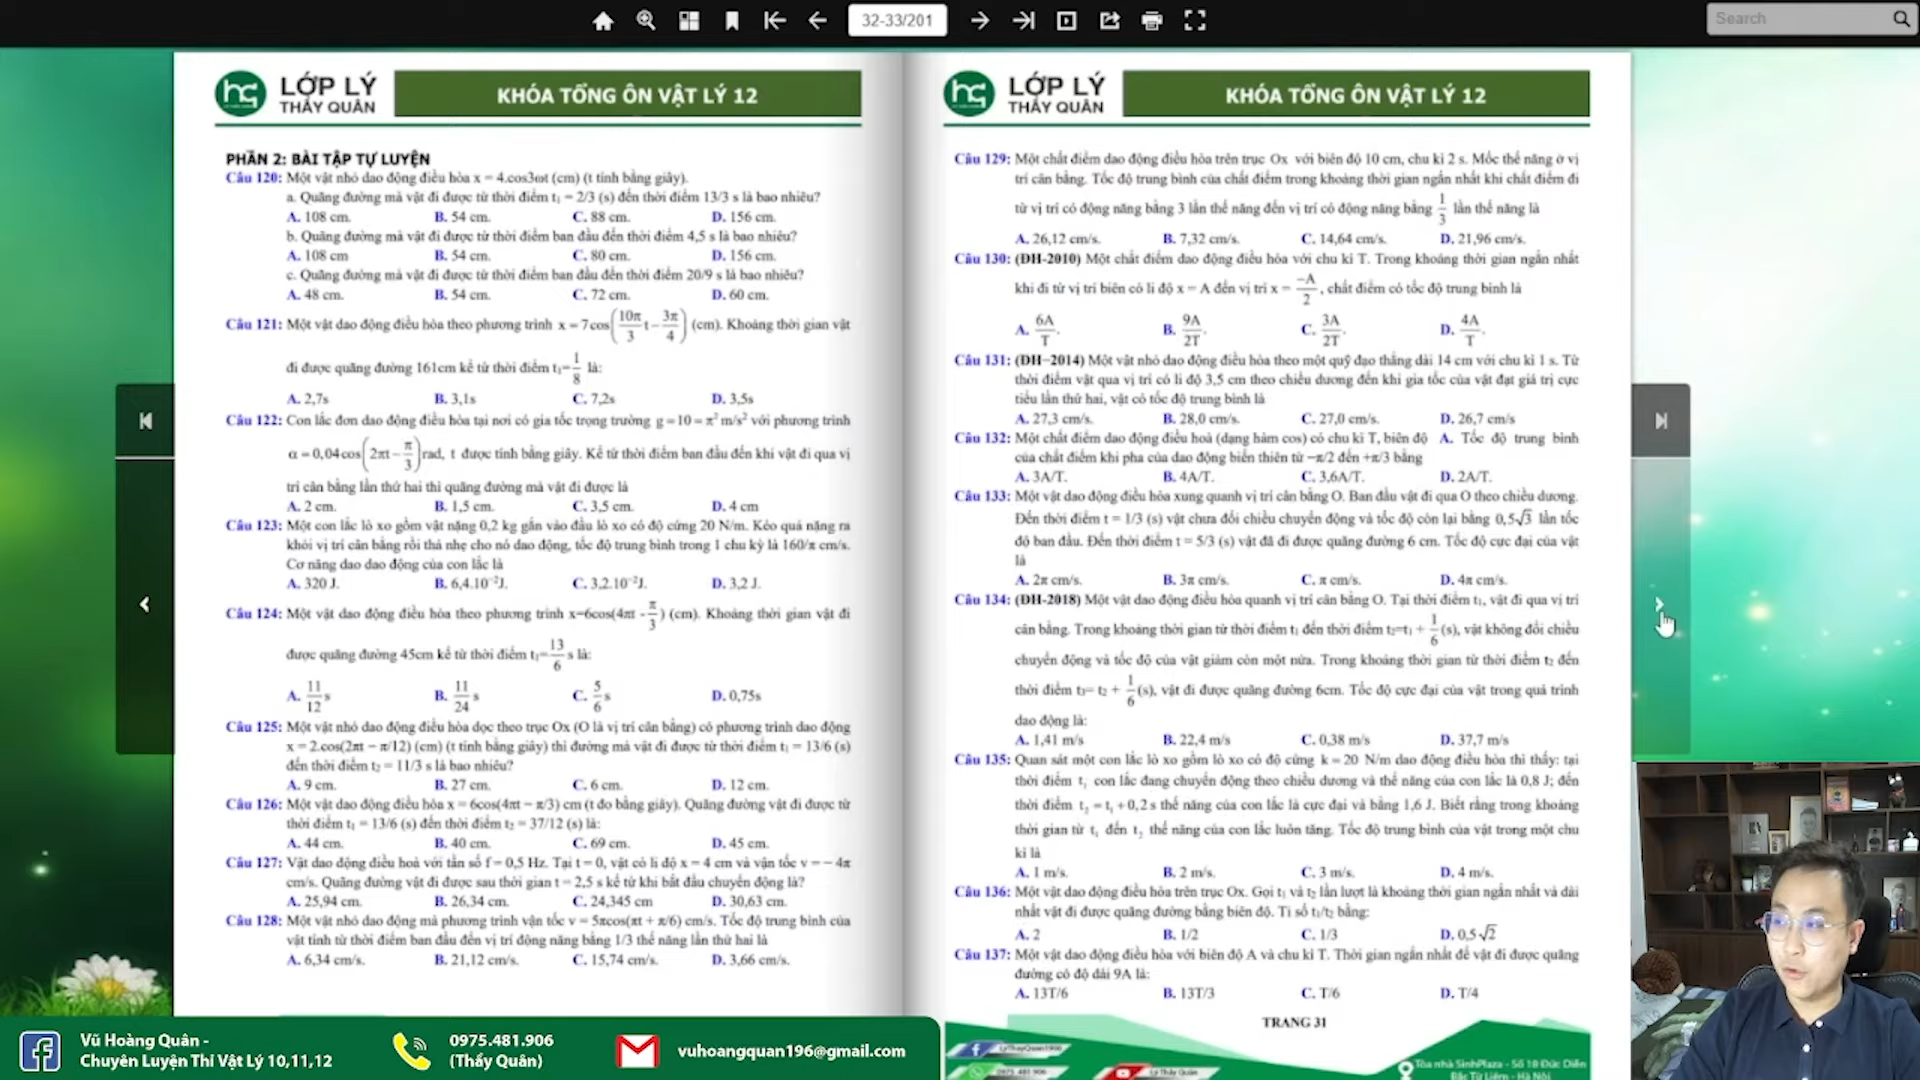 32-33/201
Search
hq LỚP LÝ
THẦY QUÂN
KHÓA TỔNG ÔN VẬT LÝ 12
PHẦN 2: BÀI TẬP TỰ LUYỆN
Câu 120: Một vật nhỏ dao động điều hòa x = 4.cos3ωt (cm) (t tính bằng giây).
a. Quãng đường mà vật đi được từ thời điểm t₁ = 2/3 (s) đến thời điểm 13/3 s là bao nhiêu?
A. 108 cm. B. 54 cm. C. 88 cm. D. 156 cm.
b. Quãng đường mà vật đi được từ thời điểm ban đầu đến thời điểm 4,5 s là bao nhiêu?
A. 108 cm B. 54 cm. C. 80 cm. D. 156 cm.
c. Quãng đường mà vật đi được từ thời điểm ban đầu đến thời điểm 20/9 s là bao nhiêu?
A. 48 cm. B. 54 cm. C. 72 cm. D. 60 cm.
Câu 121: Một vật dao động điều hòa theo phương trình x = 7cos(10π/3 t − 3π/4) (cm). Khoảng thời gian vật
đi được quãng đường 161cm kể từ thời điểm t₁= 1/8 là:
A. 2,7s B. 3,1s C. 7,2s D. 3,5s
Câu 122: Con lắc đơn dao động điều hòa tại nơi có gia tốc trọng trường g = 10 = π² m/s² với phương trình
α = 0,04cos(2πt − π/3) rad, t được tính bằng giây. Kể từ thời điểm ban đầu đến khi vật đi qua vị
trí cân bằng lần thứ hai thì quãng đường mà vật đi được là
A. 2 cm. B. 1,5 cm. C. 3,5 cm. D. 4 cm
Câu 123: Một con lắc lò xo gồm vật nặng 0,2 kg gắn vào đầu lò xo có độ cứng 20 N/m. Kéo quả nặng ra
khỏi vị trí cân bằng rồi thả nhẹ cho nó dao động, tốc độ trung bình trong 1 chu kỳ là 160/π cm/s.
Cơ năng dao dao động của con lắc là
A. 320 J. B. 6,4.10⁻²J. C. 3,2.10⁻²J. D. 3,2 J.
Câu 124: Một vật dao động điều hòa theo phương trình x=6cos(4πt - π/3) (cm). Khoảng thời gian vật đi
được quãng đường 45cm kể từ thời điểm t₁= 13/6 s là:
A. 11/12 s B. 11/24 s C. 5/6 s D. 0,75s
Câu 125: Một vật nhỏ dao động điều hòa dọc theo trục Ox (O là vị trí cân bằng) có phương trình dao động
x = 2.cos(2πt − π/12) (cm) (t tính bằng giây) thì đường mà vật đi được từ thời điểm t₁ = 13/6 (s)
đến thời điểm t₂ = 11/3 s là bao nhiêu?
A. 9 cm. B. 27 cm. C. 6 cm. D. 12 cm.
Câu 126: Một vật dao động điều hòa x = 6cos(4πt − π/3) cm (t đo bằng giây). Quãng đường vật đi được từ
thời điểm t₁ = 13/6 (s) đến thời điểm t₂ = 37/12 (s) là:
A. 44 cm. B. 40 cm. C. 69 cm. D. 45 cm.
Câu 127: Vật dao động điều hoà với tần số f = 0,5 Hz. Tại t = 0, vật có li độ x = 4 cm và vận tốc v = − 4π
cm/s. Quãng đường vật đi được sau thời gian t = 2,5 s kể từ khi bắt đầu chuyển động là?
A. 25,94 cm. B. 26,34 cm. C. 24,345 cm D. 30,63 cm.
Câu 128: Một vật nhỏ dao động mà phương trình vận tốc v = 5πcos(πt + π/6) cm/s. Tốc độ trung bình của
vật tính từ thời điểm ban đầu đến vị trí động năng bằng 1/3 thế năng lần thứ hai là
A. 6,34 cm/s. B. 21,12 cm/s. C. 15,74 cm/s. D. 3,66 cm/s.
hq LỚP LÝ
THẦY QUÂN
KHÓA TỔNG ÔN VẬT LÝ 12
Câu 129: Một chất điểm dao động điều hòa trên trục Ox với biên độ 10 cm, chu kì 2 s. Mốc thế năng ở vị
trí cân bằng. Tốc độ trung bình của chất điểm trong khoảng thời gian ngắn nhất khi chất điểm đi
từ vị trí có động năng bằng 3 lần thế năng đến vị trí có động năng bằng 1/3 lần thế năng là
A. 26,12 cm/s. B. 7,32 cm/s. C. 14,64 cm/s. D. 21,96 cm/s.
Câu 130: (ĐH-2010) Một chất điểm dao động điều hòa với chu kì T. Trong khoảng thời gian ngắn nhất
khi đi từ vị trí biên có li độ x = A đến vị trí x = −A/2, chất điểm có tốc độ trung bình là
A. 6A/T. B. 9A/2T. C. 3A/2T. D. 4A/T.
Câu 131: (ĐH−2014) Một vật nhỏ dao động điều hòa theo một quỹ đạo thẳng dài 14 cm với chu kì 1 s. Từ
thời điểm vật qua vị trí có li độ 3,5 cm theo chiều dương đến khi gia tốc của vật đạt giá trị cực
tiểu lần thứ hai, vật có tốc độ trung bình là
A. 27,3 cm/s. B. 28,0 cm/s. C. 27,0 cm/s. D. 26,7 cm/s
Câu 132: Một chất điểm dao động điều hoà (dạng hàm cos) có chu kì T, biên độ A. Tốc độ trung bình
của chất điểm khi pha của dao động biến thiên từ −π/2 đến +π/3 bằng
A. 3A/T. B. 4A/T. C. 3,6A/T. D. 2A/T.
Câu 133: Một vật dao động điều hòa xung quanh vị trí cân bằng O. Ban đầu vật đi qua O theo chiều dương.
Đến thời điểm t = 1/3 (s) vật chưa đổi chiều chuyển động và tốc độ còn lại bằng 0,5√3 lần tốc
độ ban đầu. Đến thời điểm t = 5/3 (s) vật đã đi được quãng đường 6 cm. Tốc độ cực đại của vật
là
A. 2π cm/s. B. 3π cm/s. C. π cm/s. D. 4π cm/s.
Câu 134: (ĐH-2018) Một vật dao động điều hòa quanh vị trí cân bằng O. Tại thời điểm t₁, vật đi qua vị trí
cân bằng. Trong khoảng thời gian từ thời điểm t₁ đến thời điểm t₂=t₁ + 1/6 (s), vật không đổi chiều
chuyển động và tốc độ của vật giảm còn một nửa. Trong khoảng thời gian từ thời điểm t₂ đến
thời điểm t₃= t₂ + 1/6 (s), vật đi được quãng đường 6cm. Tốc độ cực đại của vật trong quá trình
dao động là:
A. 1,41 m/s B. 22,4 m/s C. 0,38 m/s D. 37,7 m/s
Câu 135: Quan sát một con lắc lò xo gồm lò xo có độ cứng k = 20 N/m dao động điều hòa thì thấy: tại
thời điểm t₁ con lắc đang chuyển động theo chiều dương và thế năng của con lắc là 0,8 J; đến
thời điểm t₂ = t₁ + 0,2 s thế năng của con lắc là cực đại và bằng 1,6 J. Biết rằng trong khoảng
thời gian từ t₁ đến t₂ thế năng của con lắc luôn tăng. Tốc độ trung bình của vật trong một chu
kì là
A. 1 m/s. B. 2 m/s. C. 3 m/s. D. 4 m/s.
Câu 136: Một vật dao động điều hòa trên trục Ox. Gọi t₁ và t₂ lần lượt là khoảng thời gian ngắn nhất và dài
nhất vật đi được quãng đường bằng biên độ. Tỉ số t₁/t₂ bằng:
A. 2 B. 1/2 C. 1/3 D. 0,5√2
Câu 137: Một vật dao động điều hòa với biên độ A và chu kì T. Thời gian ngắn nhất để vật đi được quãng
đường có độ dài 9A là:
A. 13T/6 B. 13T/3 C. T/6 D. T/4
TRANG 31
Vũ Hoàng Quân -
Chuyên Luyện Thi Vật Lý 10,11,12
0975.481.906
(Thầy Quân)
vuhoangquan196@gmail.com
Tòa nhà SinhPlaza - Số 18 Đức Diễn
Bắc Từ Liêm - Hà Nội